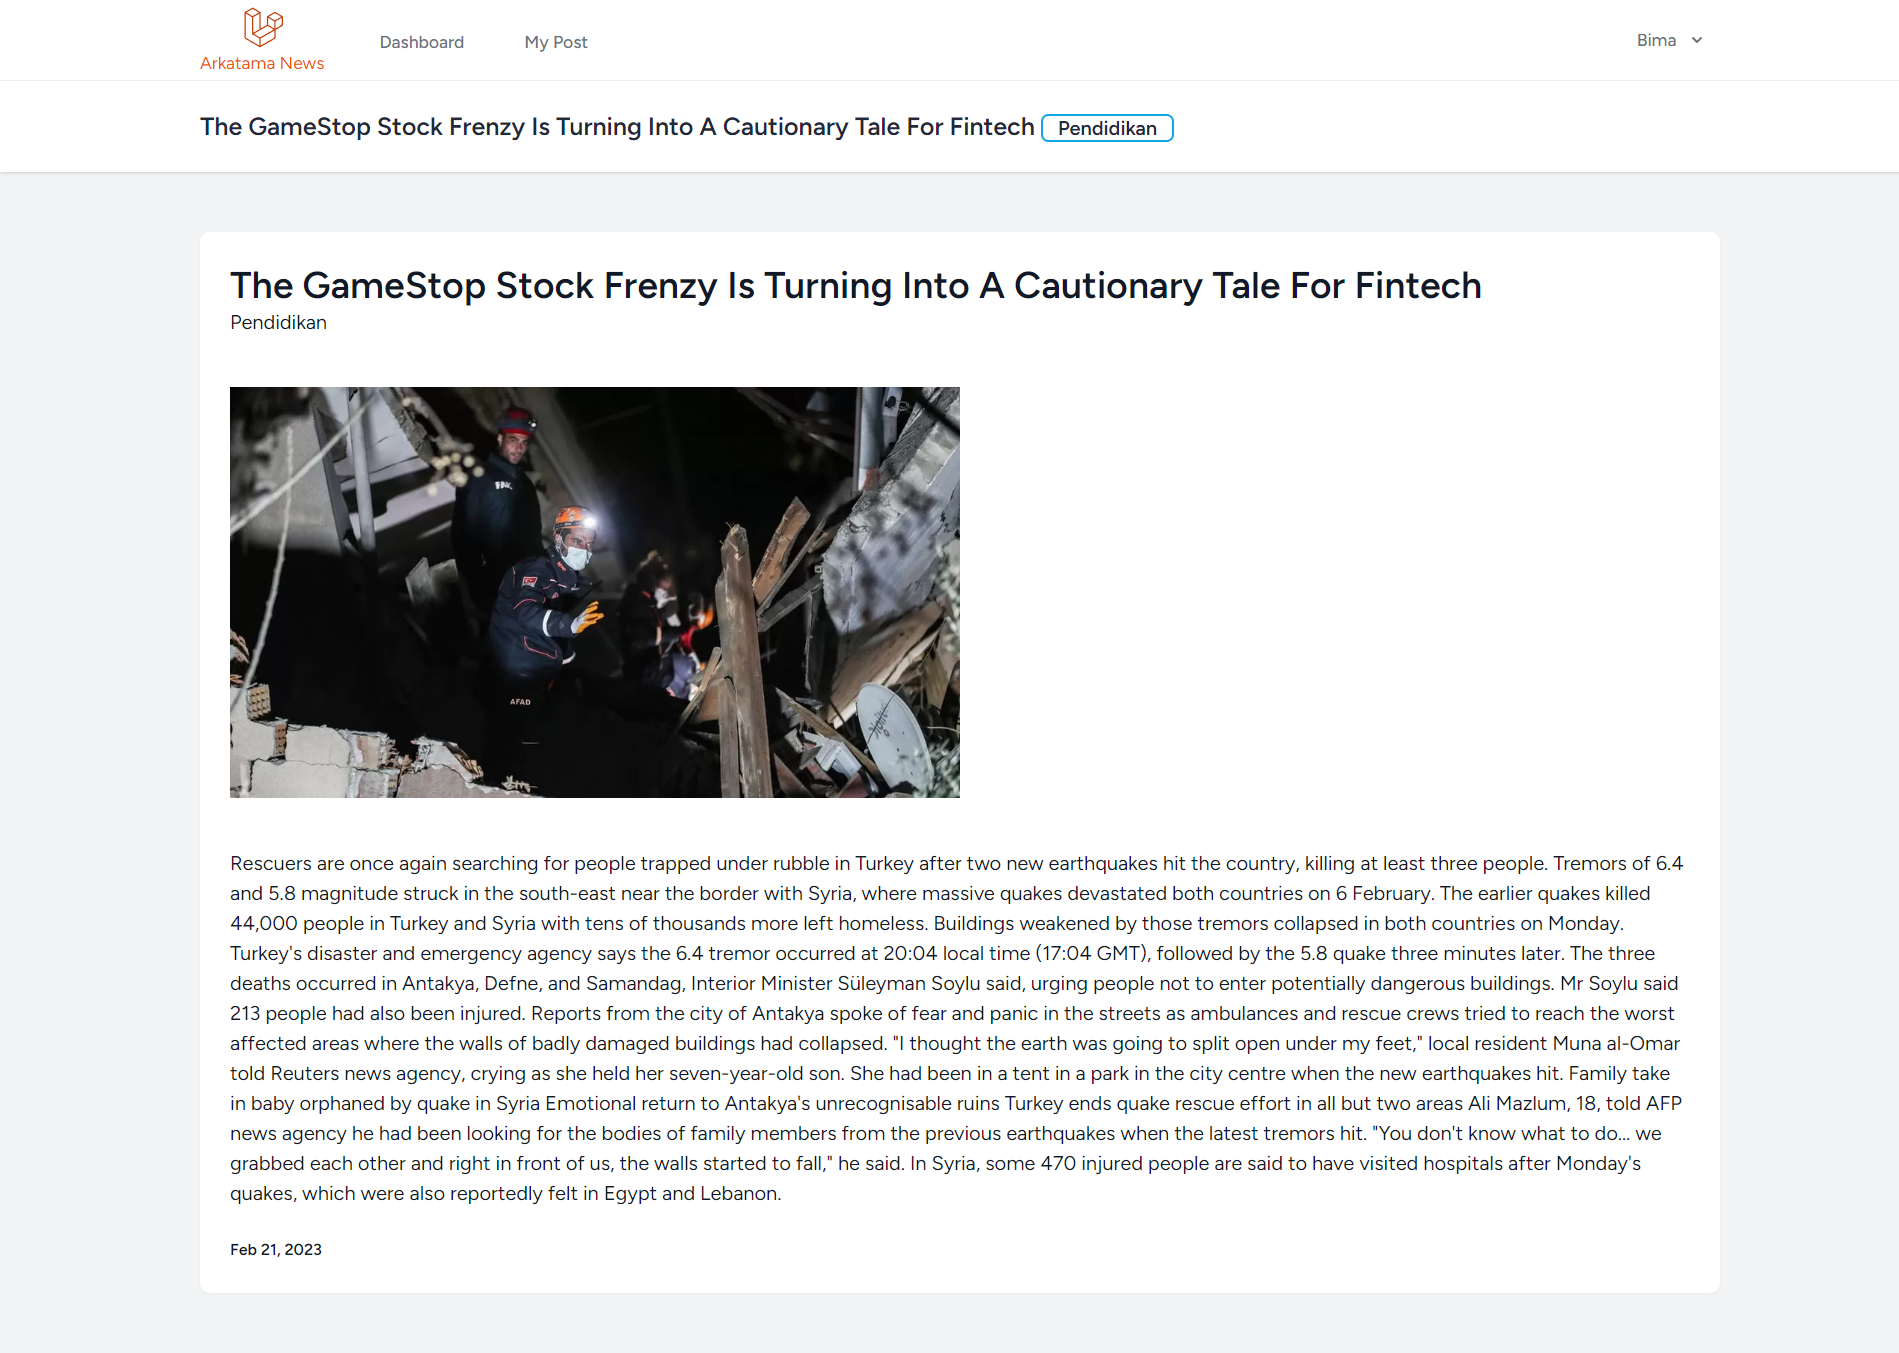 Arkatama News
Dashboard
My Post
Bima
The GameStop Stock Frenzy Is Turning Into A Cautionary Tale For Fintech
Pendidikan
The GameStop Stock Frenzy Is Turning Into A Cautionary Tale For Fintech
Pendidikan
AFAD
Rescuers are once again searching for people trapped under rubble in Turkey after two new earthquakes hit the country, killing at least three people. Tremors of 6.4
and 5.8 magnitude struck in the south-east near the border with Syria, where massive quakes devastated both countries on 6 February. The earlier quakes killed
44,000 people in Turkey and Syria with tens of thousands more left homeless. Buildings weakened by those tremors collapsed in both countries on Monday.
Turkey's disaster and emergency agency says the 6.4 tremor occurred at 20:04 local time (17:04 GMT), followed by the 5.8 quake three minutes later. The three
deaths occurred in Antakya, Defne, and Samandag, Interior Minister Süleyman Soylu said, urging people not to enter potentially dangerous buildings. Mr Soylu said
213 people had also been injured. Reports from the city of Antakya spoke of fear and panic in the streets as ambulances and rescue crews tried to reach the worst
affected areas where the walls of badly damaged buildings had collapsed. "I thought the earth was going to split open under my feet," local resident Muna al-Omar
told Reuters news agency, crying as she held her seven-year-old son. She had been in a tent in a park in the city centre when the new earthquakes hit. Family take
in baby orphaned by quake in Syria Emotional return to Antakya's unrecognisable ruins Turkey ends quake rescue effort in all but two areas Ali Mazlum, 18, told AFP
news agency he had been looking for the bodies of family members from the previous earthquakes when the latest tremors hit. "You don't know what to do... we
grabbed each other and right in front of us, the walls started to fall," he said. In Syria, some 470 injured people are said to have visited hospitals after Monday's
quakes, which were also reportedly felt in Egypt and Lebanon.
Feb 21, 2023